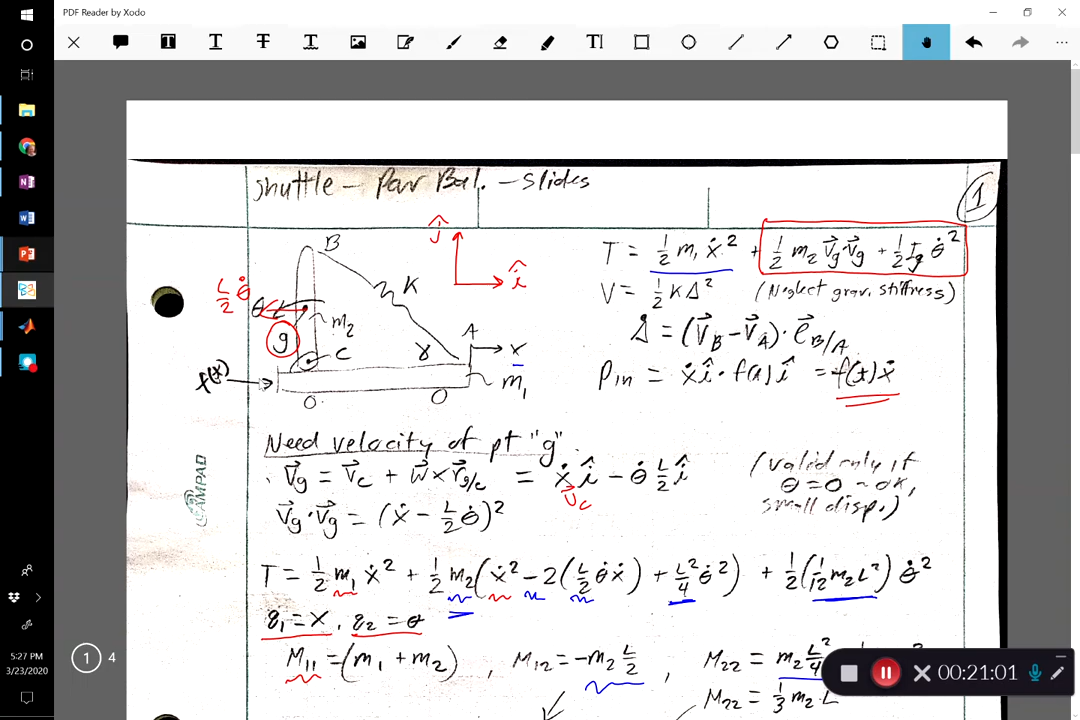 PDF Reader by Xodo
shuttle – Par Bal. – slides
1
T = ½ m₁ ẋ² + ½ m₂ v⃗g·v⃗g + ½ Ig θ̇²
V = ½ K Δ² (Neglect grav. stiffness)
Δ̇ = (v⃗B − v⃗A)·e⃗B/A
Pin = ẋ î · f(t) î = f(t) ẋ
B
ĵ
î
K
L/2 θ̇
θ
m₂
g
C
γ
A
x
f(t)
m₁
O
O
Need velocity of pt "g"
v⃗g = v⃗c + w⃗ × r⃗g/c = ẋ î − θ̇ L/2 î
v⃗c
(valid only if
θ = 0 ~ OK,
small disp.)
v⃗g·v⃗g = (ẋ − L/2 θ̇)²
AMPAD
T = ½ m₁ ẋ² + ½ m₂ (ẋ² − 2(L/2 θ̇ ẋ) + L²/4 θ̇²) + ½ (1/12 m₂ L²) θ̇²
q₁ = x, q₂ = θ
M₁₁ = (m₁ + m₂) , M₁₂ = −m₂ L/2 , M₂₂ = m₂ L²/4
M₂₂ = ⅓ m₂ L
1 4
5:27 PM
3/23/2020
00:21:01